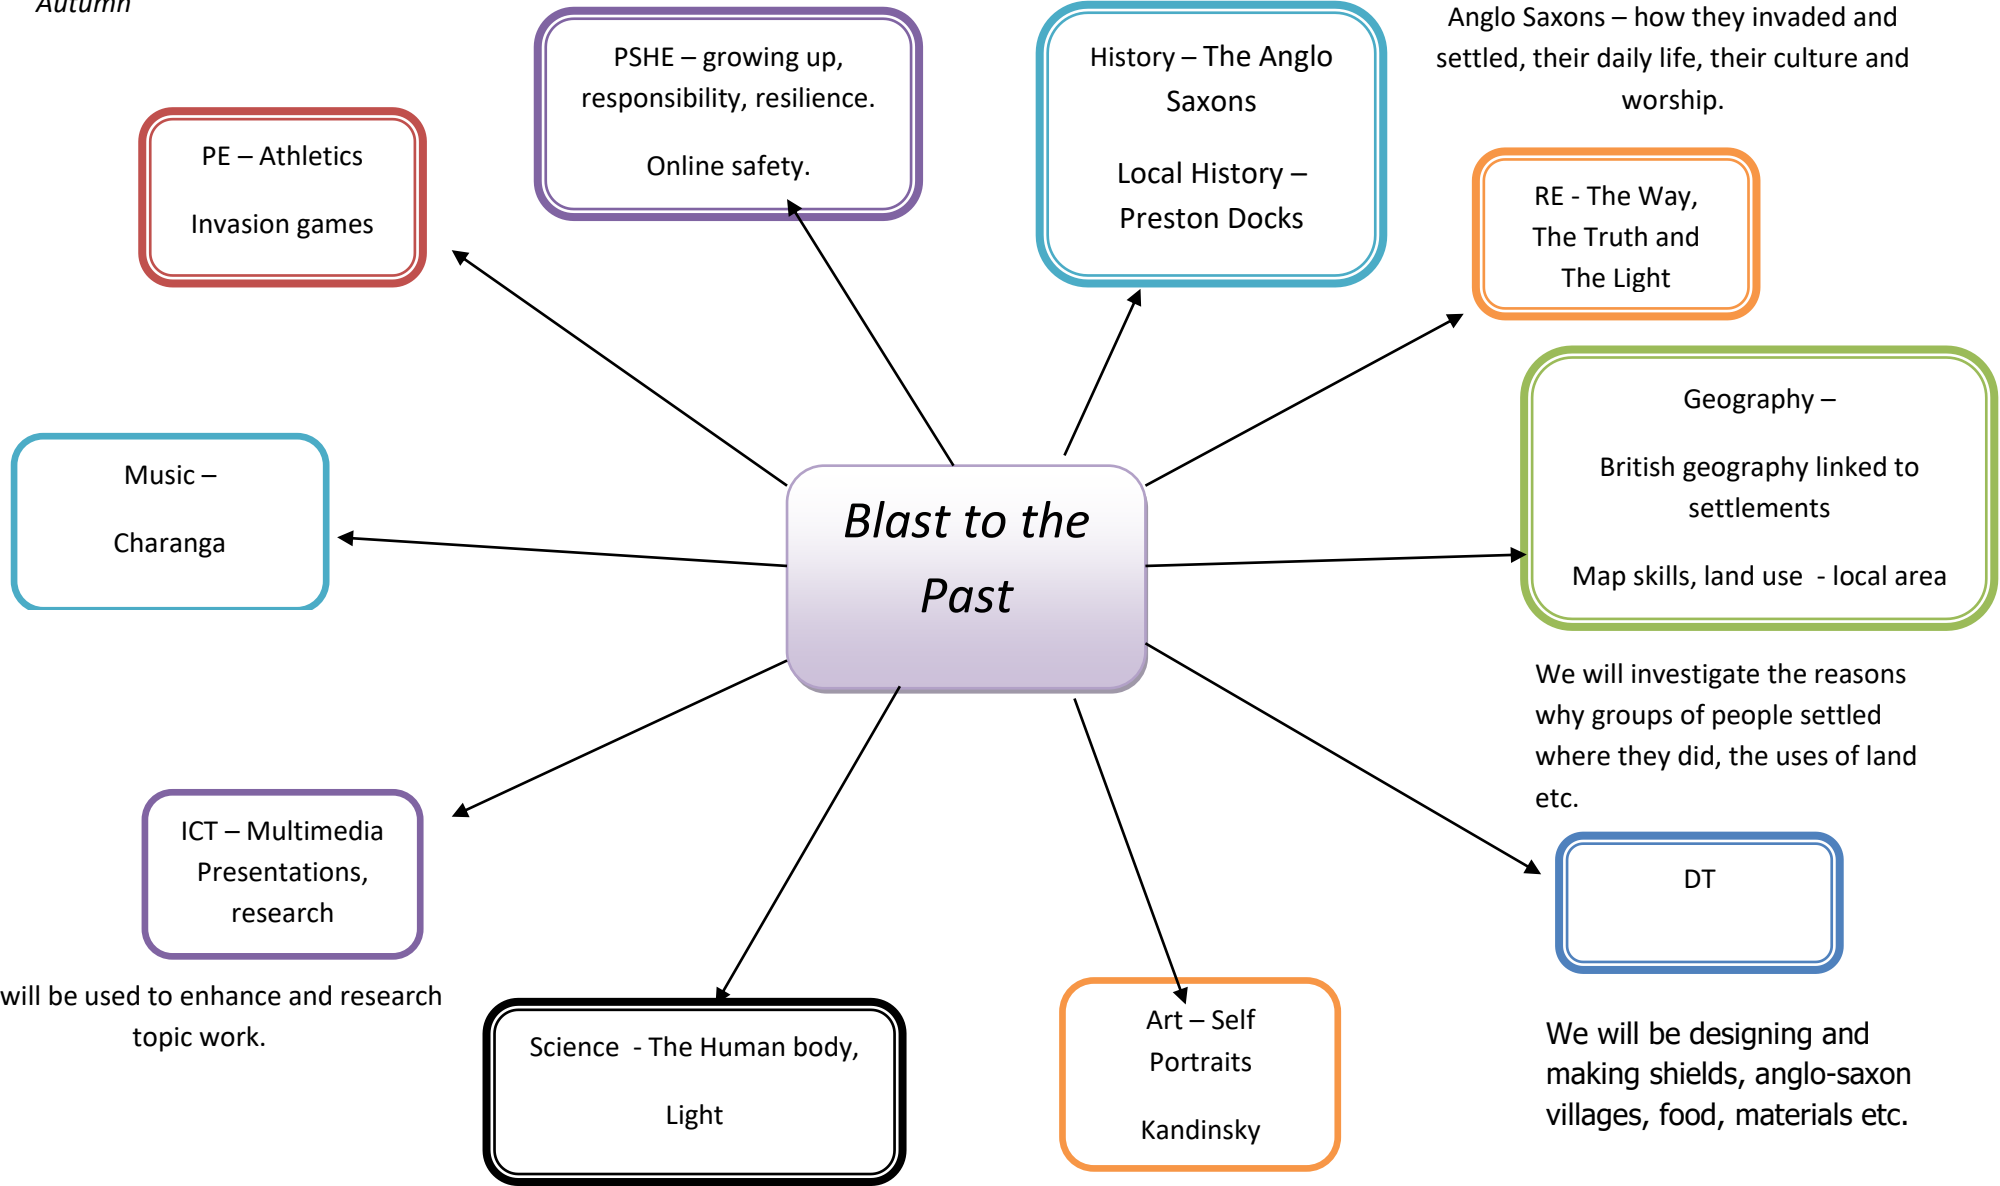 Autumn
PSHE – growing up,
responsibility, resilience.
Online safety.
History – The Anglo
Saxons
Local History –
Preston Docks
Anglo Saxons – how they invaded and
settled, their daily life, their culture and
worship.
PE – Athletics
Invasion games
RE - The Way,
The Truth and
The Light
Geography –
British geography linked to
settlements
Map skills, land use - local area
Music –
Charanga
Blast to the
Past
We will investigate the reasons
why groups of people settled
where they did, the uses of land
etc.
ICT – Multimedia
Presentations,
research
will be used to enhance and research
topic work.
DT
Science - The Human body,
Light
Art – Self
Portraits
Kandinsky
We will be designing and
making shields, anglo-saxon
villages, food, materials etc.